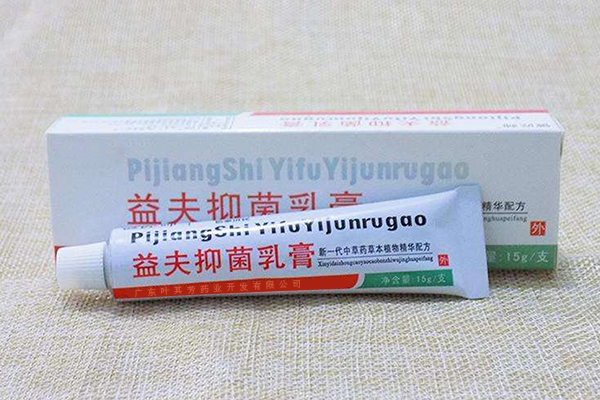 PijiangShi YifuYijunrugao
益夫抑菌乳膏
精华配方
外
15g/支
PijiangShi YifuYijunrugao
益夫抑菌乳膏
新一代中草药草本植物精华配方
外
净含量:15g/支
广东叶其芳药业开发有限公司